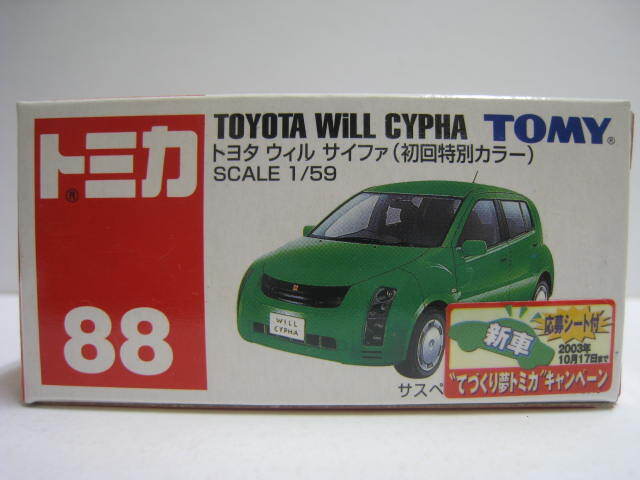 トミカ
®
88
TOYOTA WiLL CYPHA TOMY®
トヨタ ウィル サイファ(初回特別カラー)
SCALE 1/59
WiLL
CYPHA
サスペ
新車
応募シート付
2003年
10月17日まで
"てづくり夢トミカ"キャンペーン